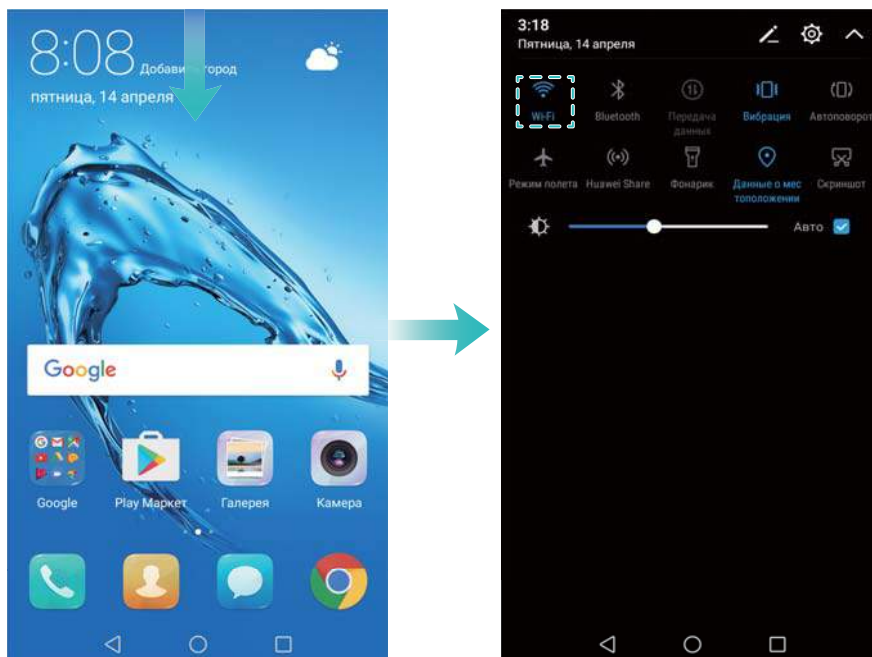 8:08
Добавить город
пятница, 14 апреля
Google
Google
Play Маркет
Галерея
Камера
3:18
Пятница, 14 апреля
Wi-Fi
Bluetooth
Передача
данных
Вибрация
Автоповорот
Режим полета
Huawei Share
Фонарик
Данные о мес
тоположении
Скриншот
Авто